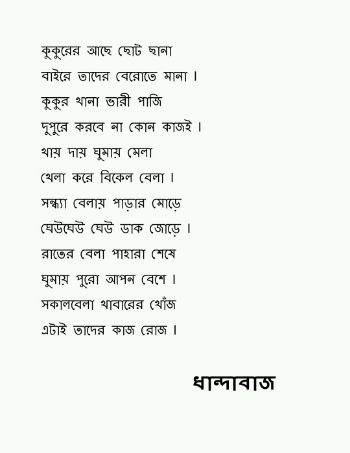 কুকুরের আছে ছোট ছানা
বাইরে তাদের বেরোতে মানা ।
কুকুর থানা ভারী পাজি
দুপুরে করবে না কোন কাজই ।
খায় দায় ঘুমায় মেলা
খেলা করে বিকেল বেলা ।
সন্ধ্যা বেলায় পাড়ার মোড়ে
ঘেউঘেউ ঘেউ ডাক জোড়ে ।
রাতের বেলা পাহারা শেষে
ঘুমায় পুরো আপন বেশে ।
সকালবেলা খাবারের খোঁজ
এটাই তাদের কাজ রোজ ।
ধান্দাবাজ